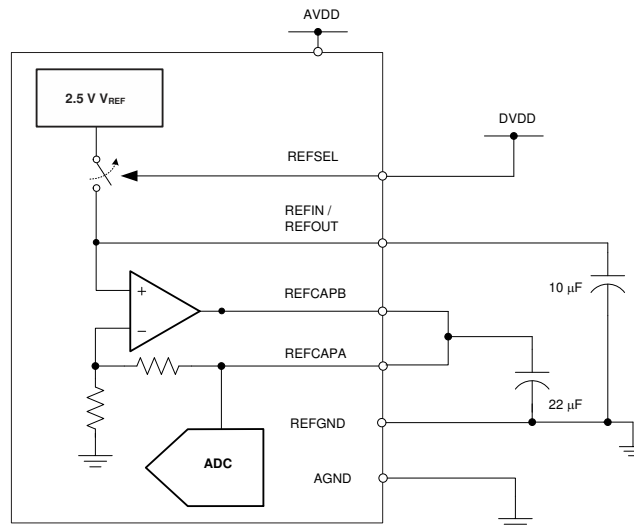 AVDD
2.5 V VREF
DVDD
REFSEL
REFIN /
REFOUT
+
REFCAPB
10 μF
−
REFCAPA
22 μF
REFGND
ADC
AGND